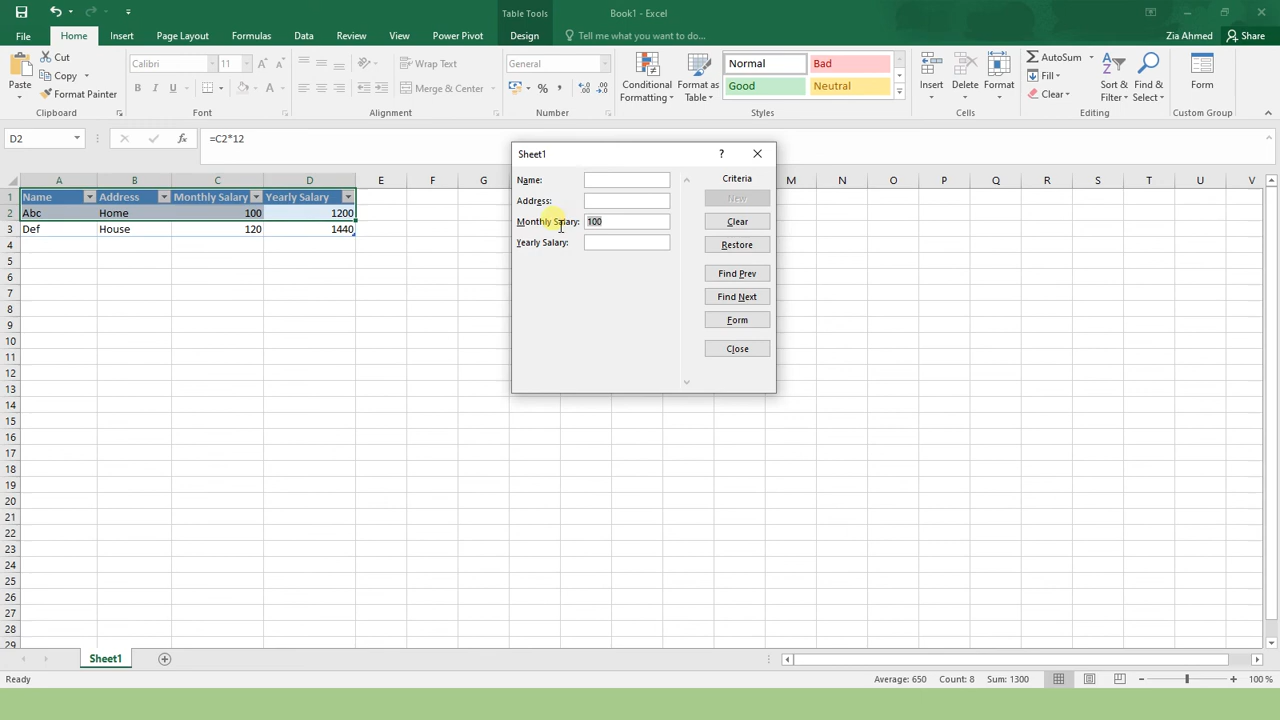 Table Tools
Book1 - Excel
File
Home
Insert
Page Layout
Formulas
Data
Review
View
Power Pivot
Design
Tell me what you want to do...
Zia Ahmed
Share
Paste
Cut
Copy
Format Painter
Clipboard
Calibri
11
B I U
Font
Wrap Text
Merge & Center
Alignment
General
%
Number
Conditional
Formatting
Format as
Table
Normal
Bad
Good
Neutral
Styles
Insert
Delete
Format
Cells
AutoSum
Fill
Clear
Sort &
Filter
Find &
Select
Editing
Form
Custom Group
D2
fx
=C2*12
A B C D E F G M N O P Q R S T U V
1 Name Address Monthly Salary Yearly Salary
2 Abc Home 100 1200
3 Def House 120 1440
4
5
6
7
8
9
10
11
12
13
14
15
16
17
18
19
20
21
22
23
24
25
26
27
28
29
Sheet1
?
Name:
Address:
Monthly Salary: 100
Yearly Salary:
Criteria
New
Clear
Restore
Find Prev
Find Next
Form
Close
Sheet1
Ready
Average: 650 Count: 8 Sum: 1300
100 %